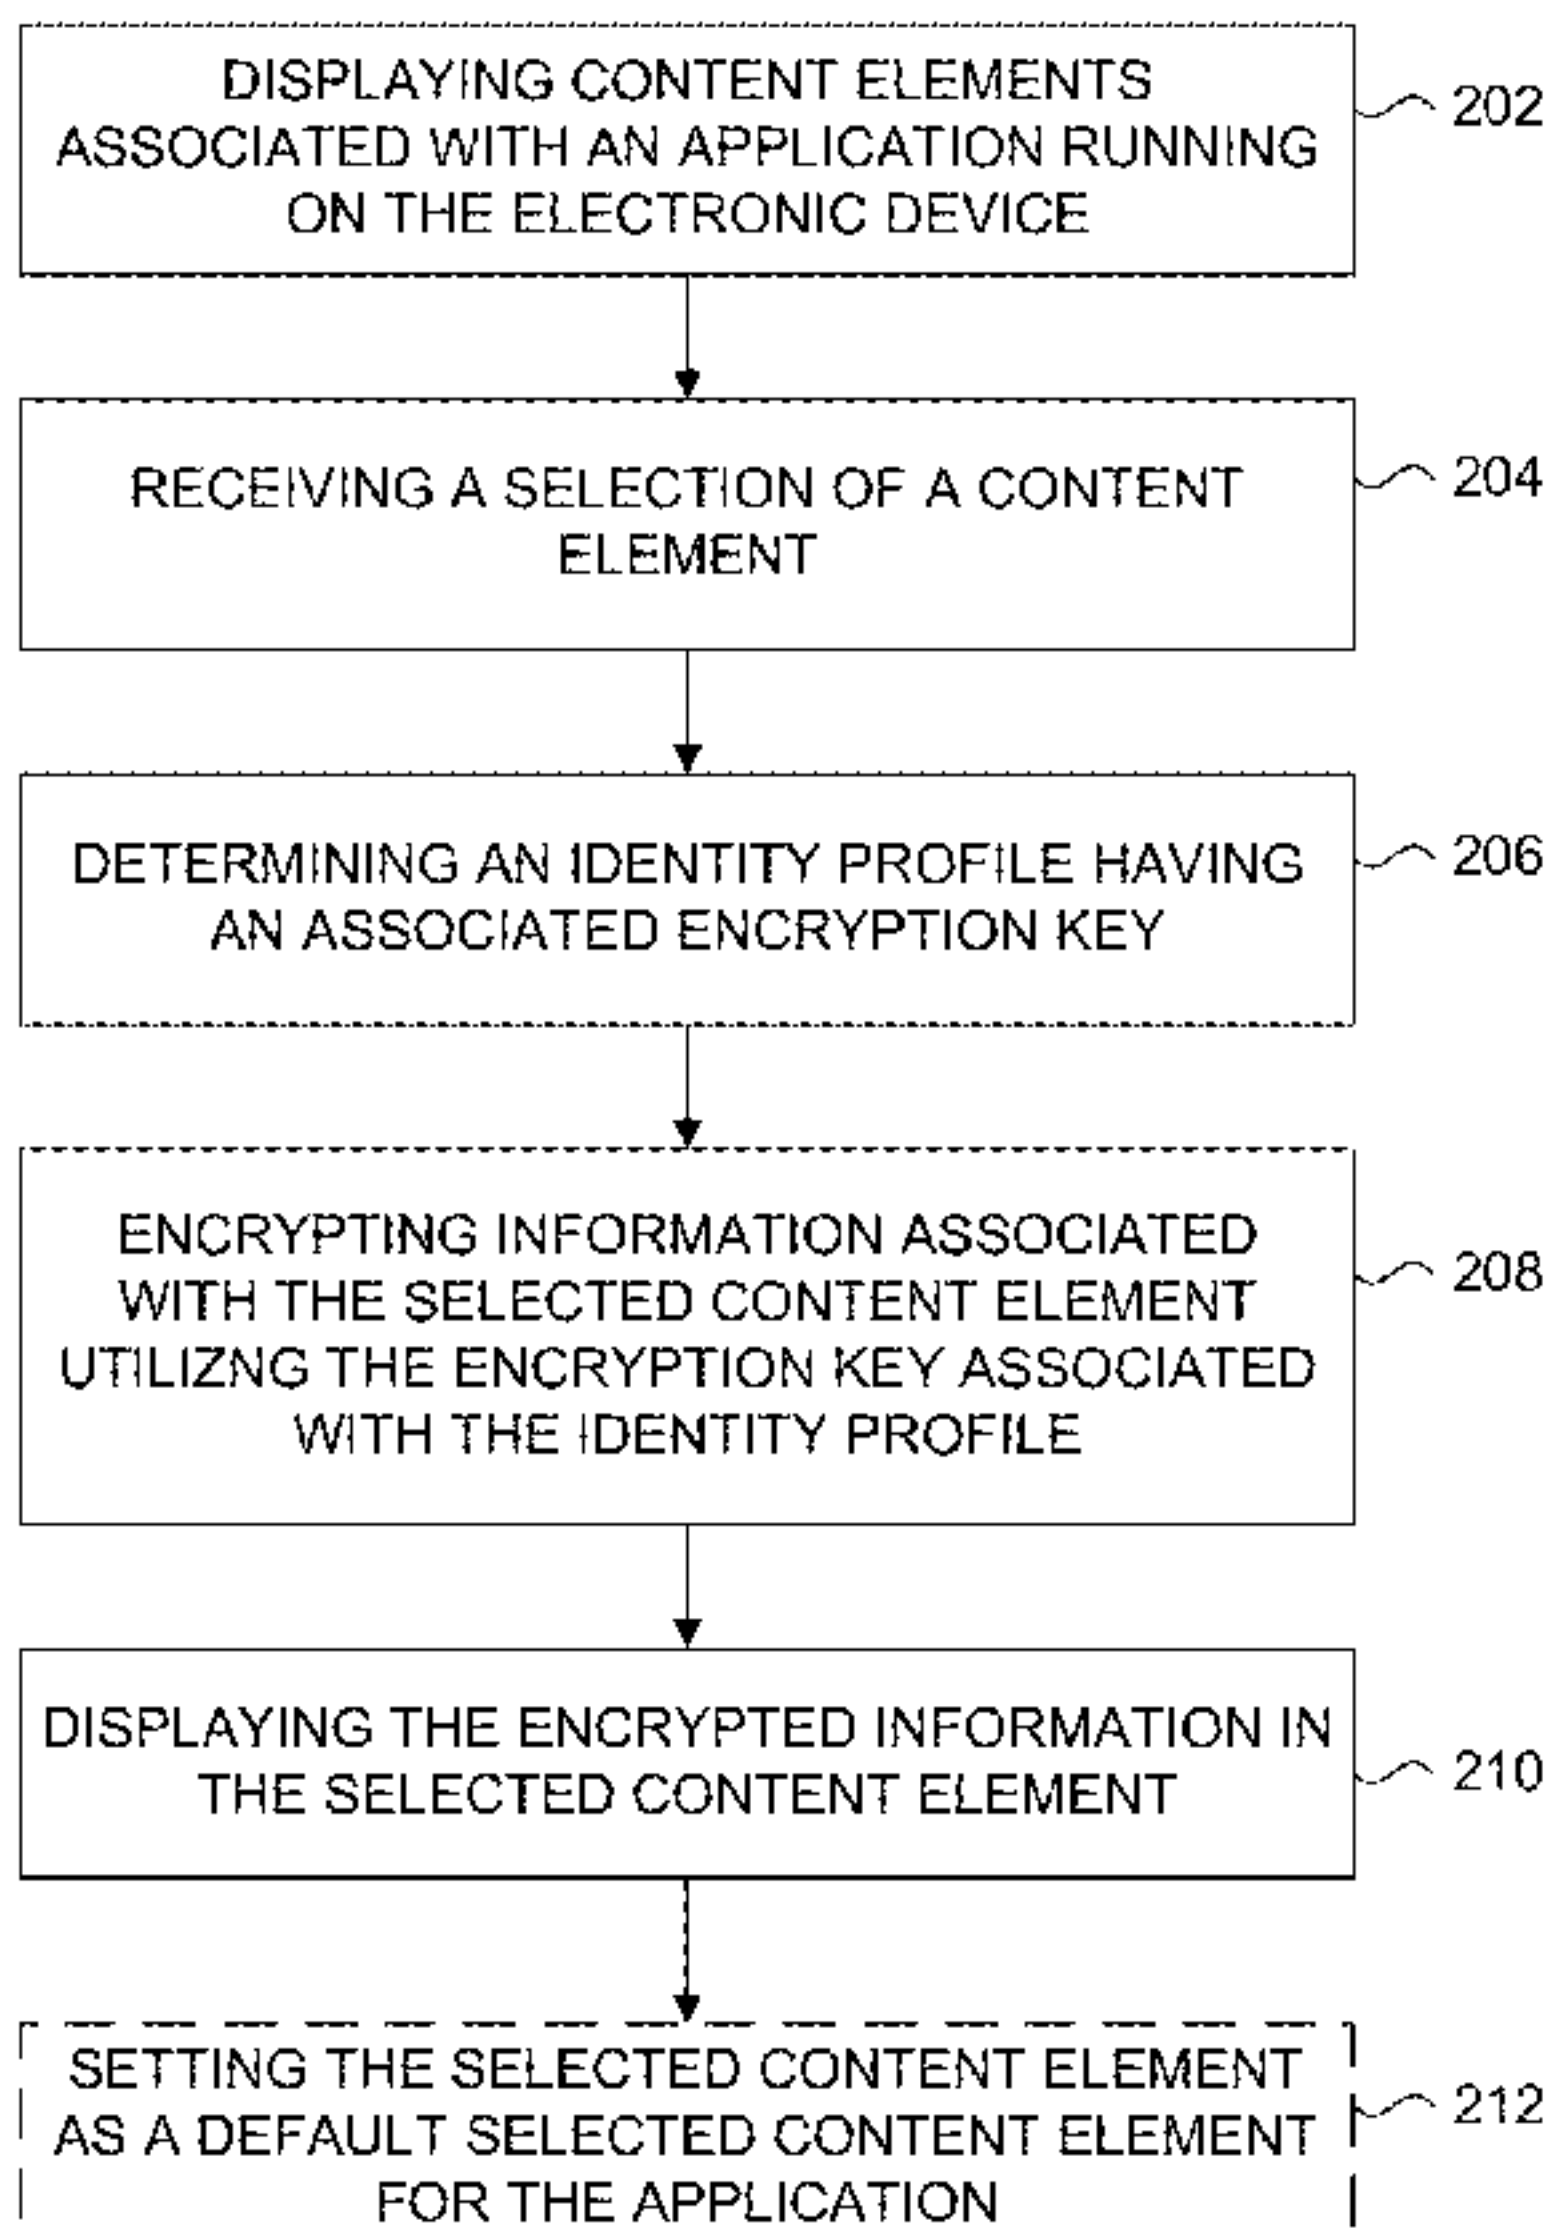 DISPLAYING CONTENT ELEMENTS
ASSOCIATED WITH AN APPLICATION RUNNING
ON THE ELECTRONIC DEVICE
202
RECEIVING A SELECTION OF A CONTENT
ELEMENT
204
DETERMINING AN IDENTITY PROFILE HAVING
AN ASSOCIATED ENCRYPTION KEY
206
ENCRYPTING INFORMATION ASSOCIATED
WITH THE SELECTED CONTENT ELEMENT
UTILIZNG THE ENCRYPTION KEY ASSOCIATED
WITH THE IDENTITY PROFILE
208
DISPLAYING THE ENCRYPTED INFORMATION IN
THE SELECTED CONTENT ELEMENT
210
SETTING THE SELECTED CONTENT ELEMENT
AS A DEFAULT SELECTED CONTENT ELEMENT
FOR THE APPLICATION
212